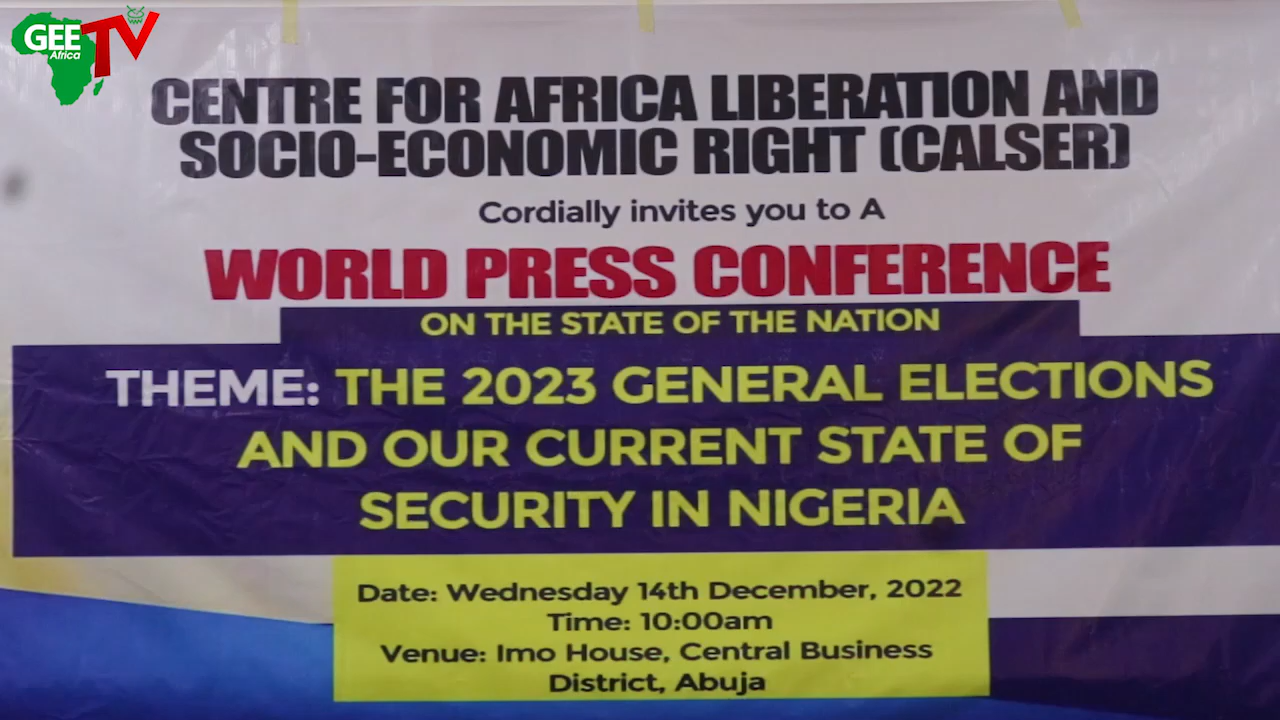 GEE TV
Africa
CENTRE FOR AFRICA LIBERATION AND
SOCIO-ECONOMIC RIGHT (CALSER)
Cordially invites you to A
WORLD PRESS CONFERENCE
ON THE STATE OF THE NATION
THEME: THE 2023 GENERAL ELECTIONS
AND OUR CURRENT STATE OF
SECURITY IN NIGERIA
Date: Wednesday 14th December, 2022
Time: 10:00am
Venue: Imo House, Central Business
District, Abuja